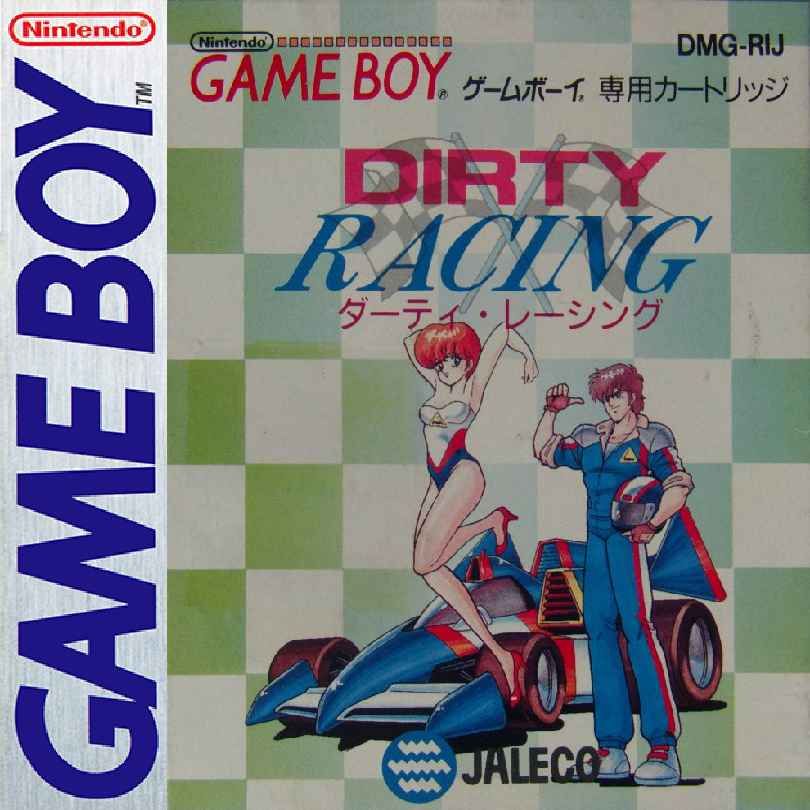 Nintendo®
GAME BOY™
Nintendo®
GAME BOY®
ゲームボーイ® 専用カートリッジ
DMG-RIJ
DIRTY
RACING
ダーティ・レーシング
JALECO